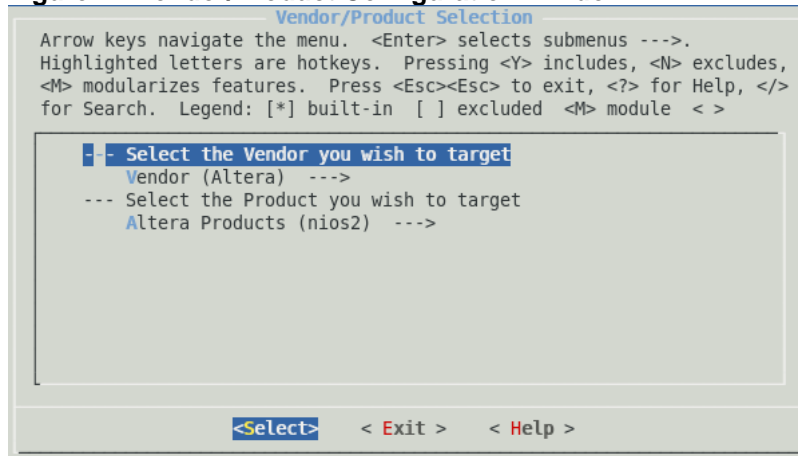 Vendor/Product Selection
Arrow keys navigate the menu. <Enter> selects submenus --->.
Highlighted letters are hotkeys. Pressing <Y> includes, <N> excludes,
<M> modularizes features. Press <Esc><Esc> to exit, <?> for Help, </>
for Search. Legend: [*] built-in [ ] excluded <M> module < >
--- Select the Vendor you wish to target
Vendor (Altera) --->
--- Select the Product you wish to target
Altera Products (nios2) --->
<Select> < Exit > < Help >